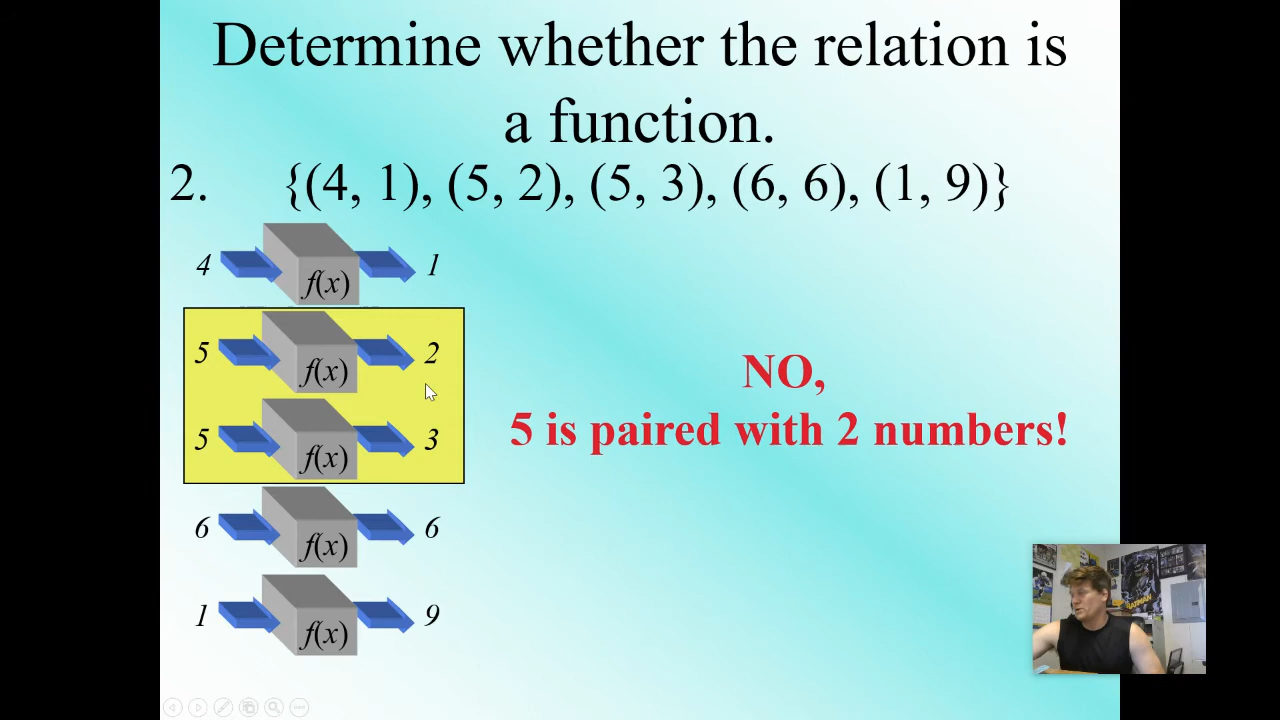 Determine whether the relation is
a function.
2. {(4, 1), (5, 2), (5, 3), (6, 6), (1, 9)}
4 f(x) 1
5 f(x) 2
5 f(x) 3
6 f(x) 6
1 f(x) 9
NO,
5 is paired with 2 numbers!
BATMAN